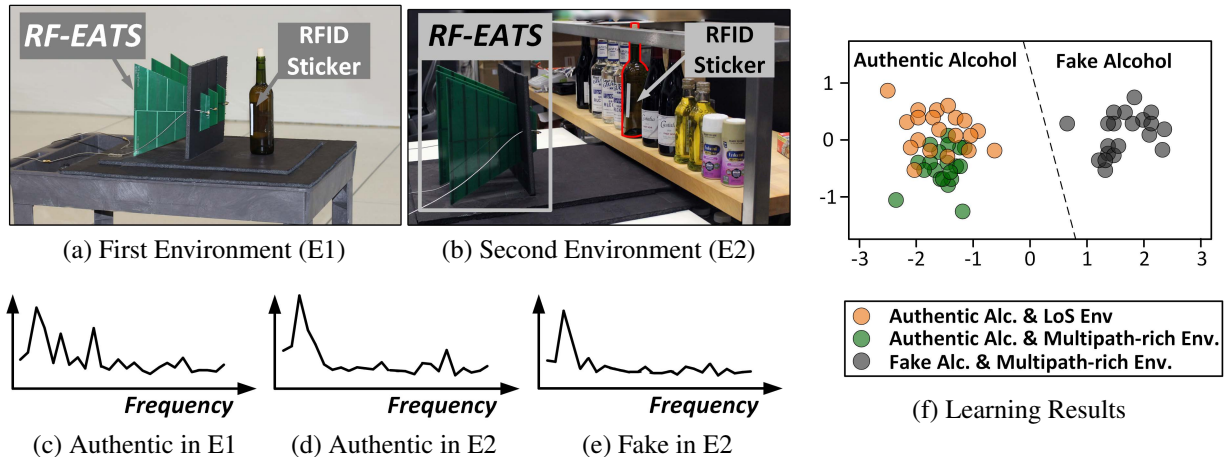 RF-EATS
RFID
Sticker
(a) First Environment (E1)
RF-EATS
RFID
Sticker
(b) Second Environment (E2)
Frequency
(c) Authentic in E1
Frequency
(d) Authentic in E2
Frequency
(e) Fake in E2
Authentic Alcohol
Fake Alcohol
1
0
-1
-3 -2 -1 0 1 2 3
Authentic Alc. & LoS Env
Authentic Alc. & Multipath-rich Env.
Fake Alc. & Multipath-rich Env.
(f) Learning Results